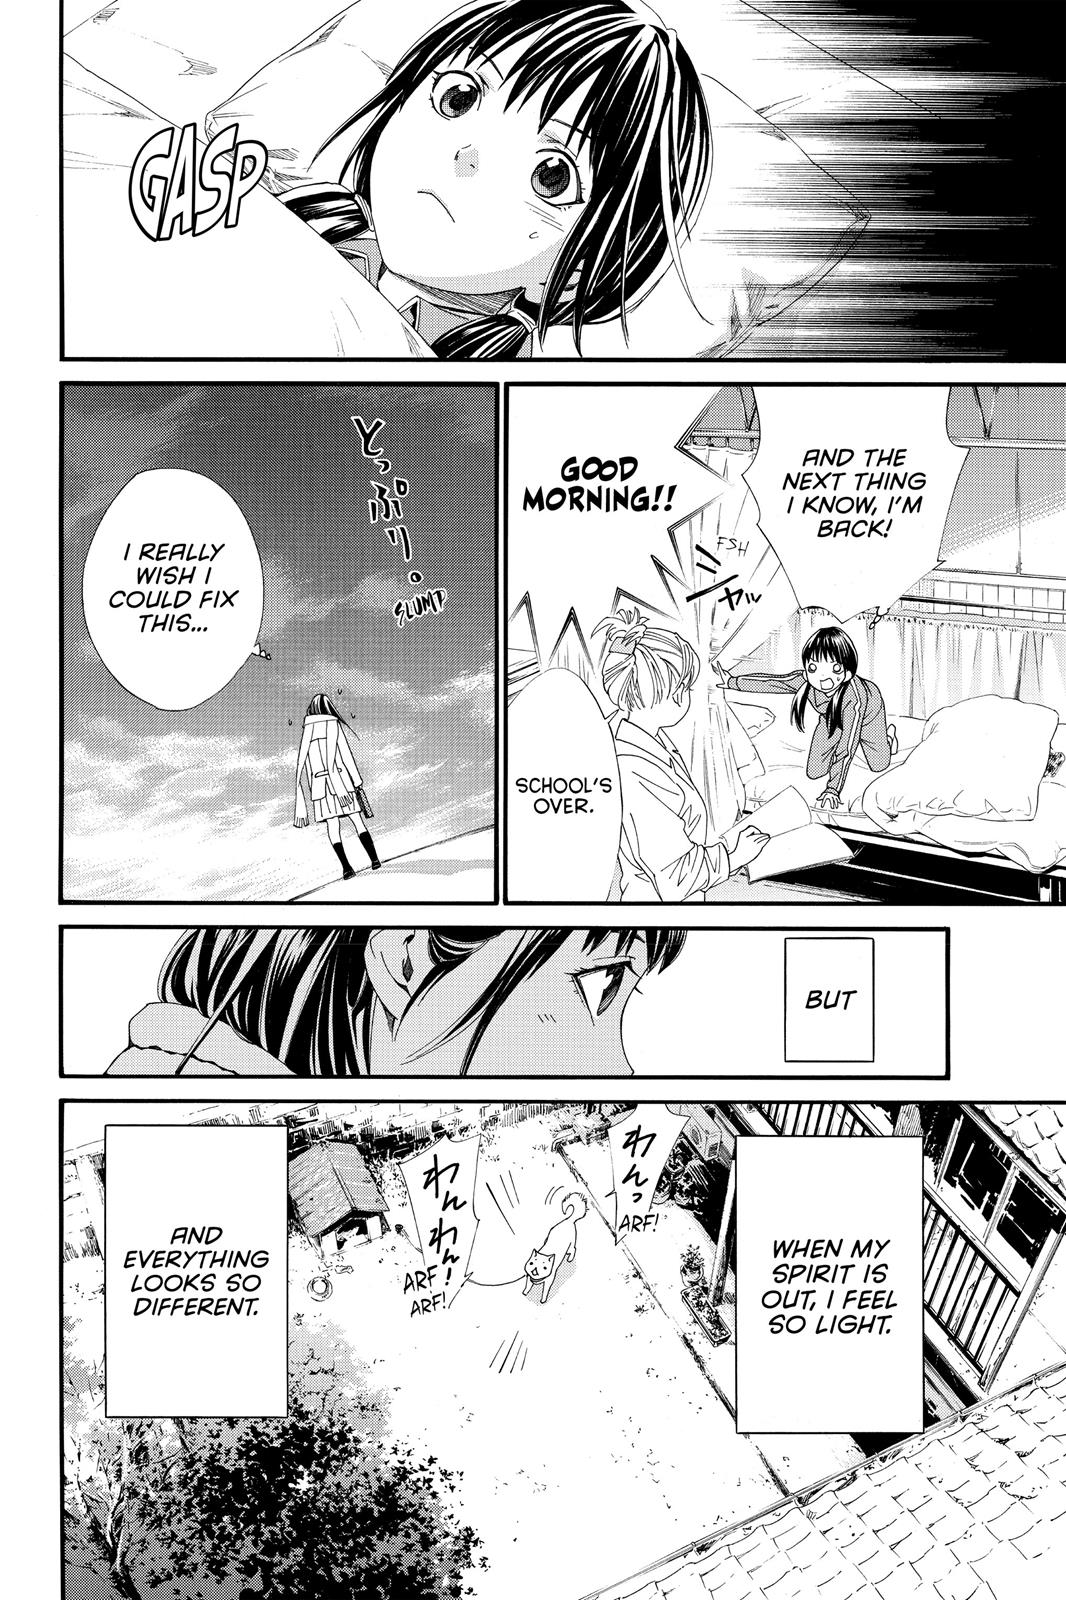 GASP
AND THE
NEXT THING
I KNOW, I'M
BACK!
GOOD
MORNING!!
FSH
シャッ
SCHOOL'S
OVER.
とっぷり。
SLUMP
I REALLY
WISH I
COULD FIX
THIS...
BUT
WHEN MY
SPIRIT IS
OUT, I FEEL
SO LIGHT.
わんっ
ARF!
わん
わん!
ARF
ARF!
AND
EVERYTHING
LOOKS SO
DIFFERENT.